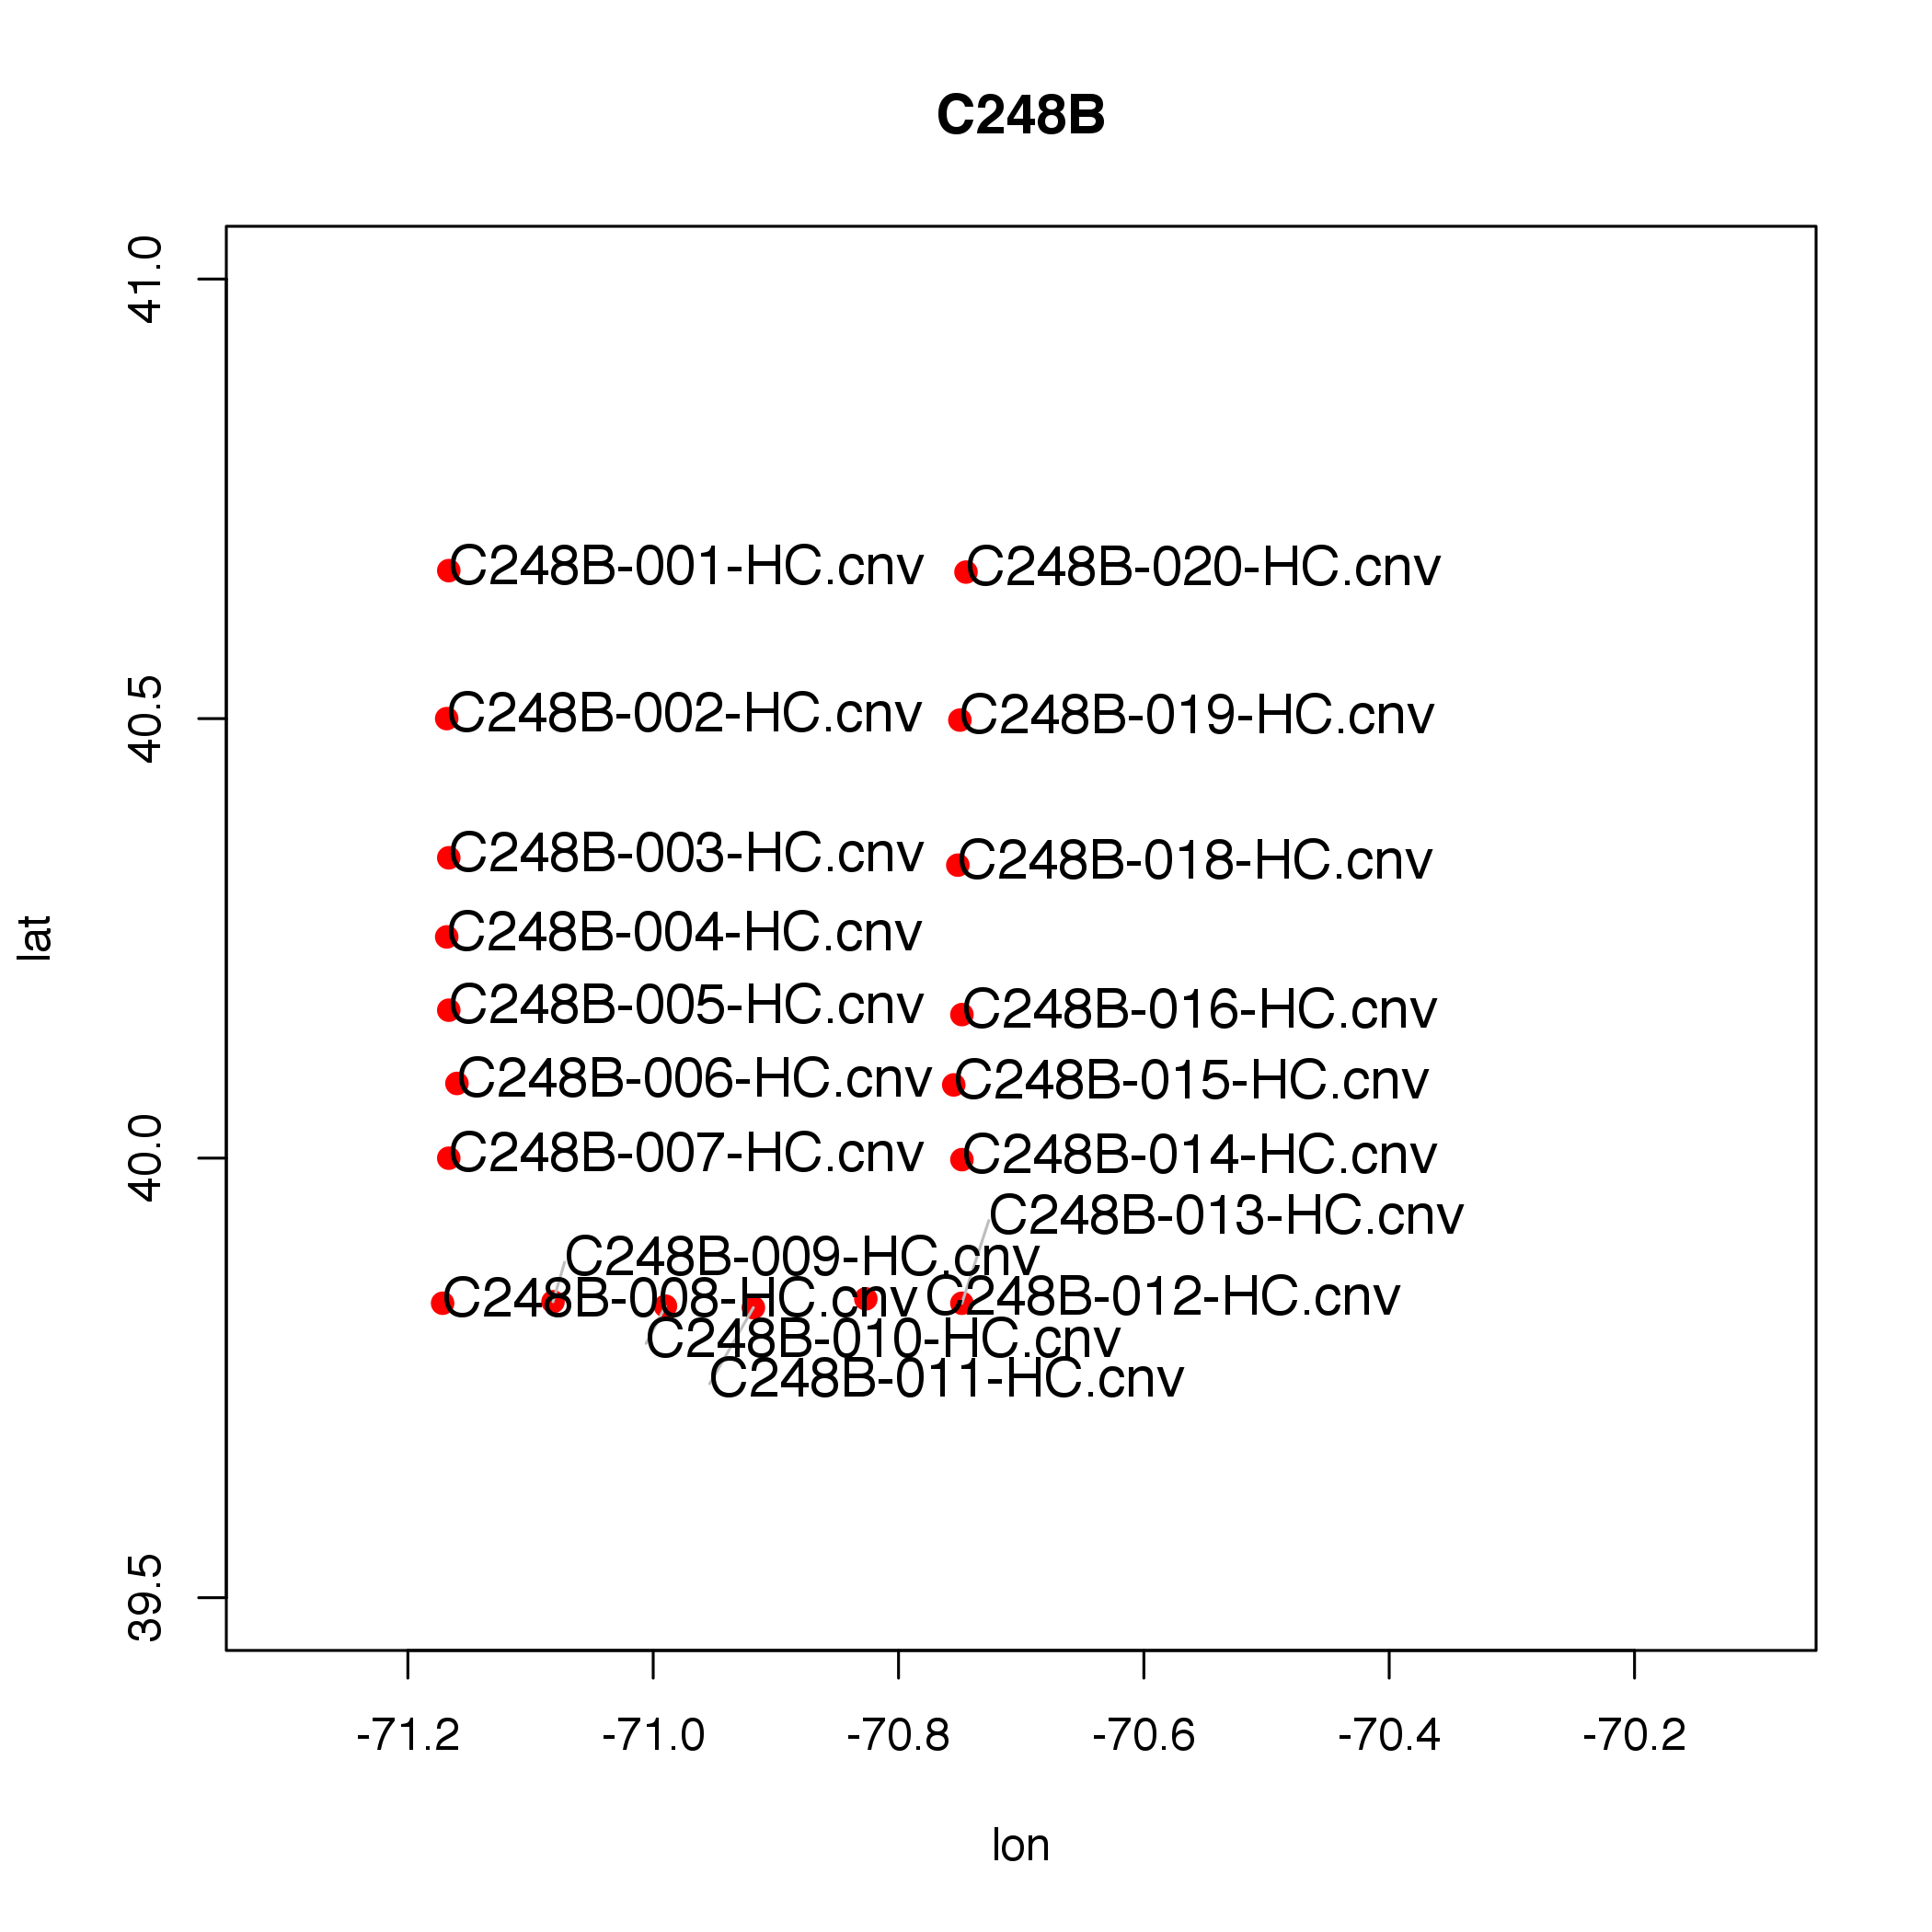 C248B
41.0
C248B-001-HC.cnv
C248B-020-HC.cnv
40.5
C248B-002-HC.cnv
C248B-019-HC.cnv
C248B-003-HC.cnv
C248B-018-HC.cnv
lat
C248B-004-HC.cnv
C248B-005-HC.cnv
C248B-016-HC.cnv
C248B-006-HC.cnv
C248B-015-HC.cnv
40.0
C248B-007-HC.cnv
C248B-014-HC.cnv
C248B-013-HC.cnv
C248B-009-HC.cnv
C248B-008-HC.cnv
C248B-012-HC.cnv
C248B-010-HC.cnv
C248B-011-HC.cnv
39.5
-71.2 -71.0 -70.8 -70.6 -70.4 -70.2
lon